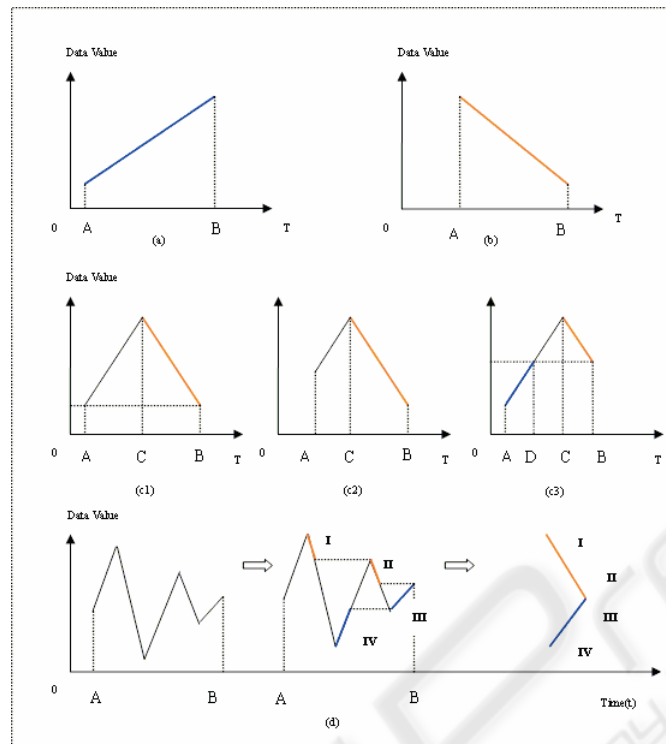 Data Value Data Value
0 A B T
(a)
0 A B T
(b)
Data Value
0 A C B T
(c1)
0 A C B T
(c2)
0 A D C B T
(c3)
Data Value
I I
II II
III III
IV IV
0 A B A B Time(t)
(d)